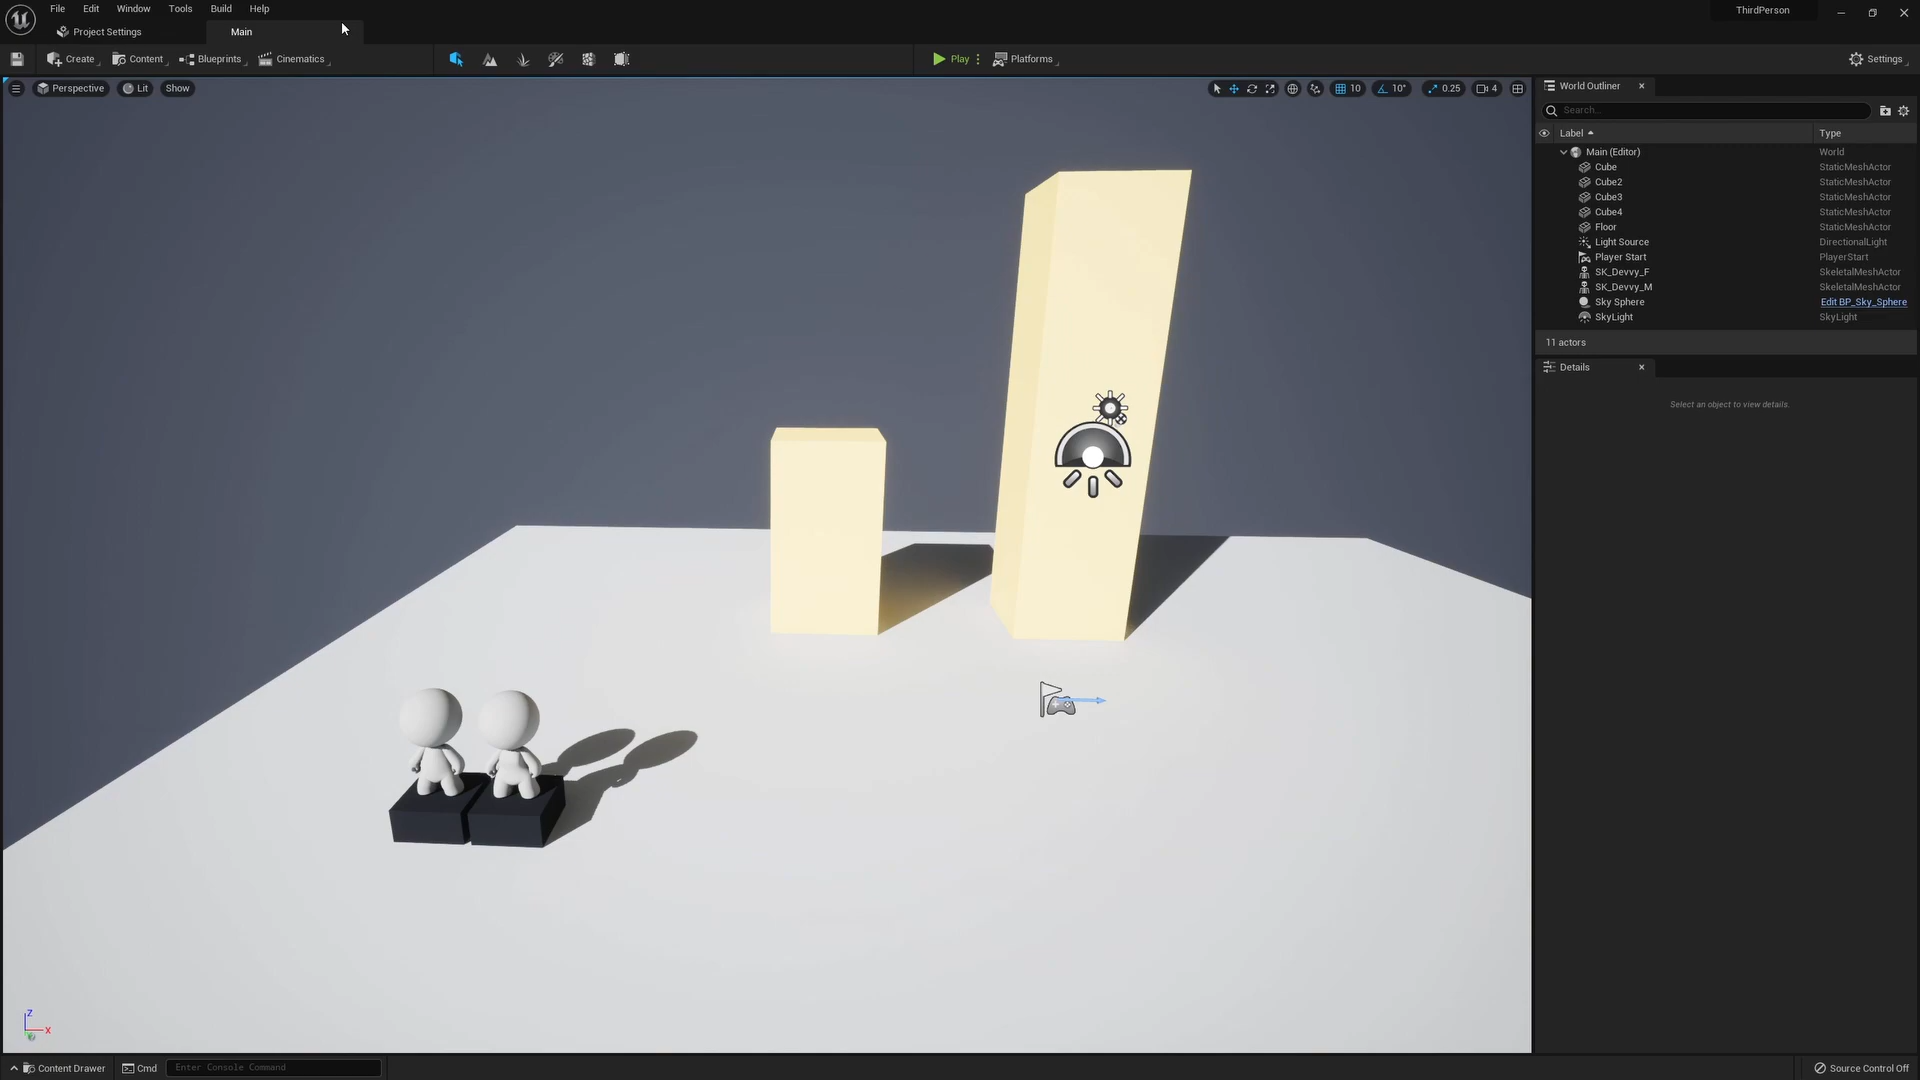 File Edit Window Tools Build Help
ThirdPerson
Project Settings Main
Create Content Blueprints Cinematics Play Platforms Settings
Perspective Lit Show 10 10° 0.25 4
World Outliner
Search...
Label Type
Main (Editor) World
Cube StaticMeshActor
Cube2 StaticMeshActor
Cube3 StaticMeshActor
Cube4 StaticMeshActor
Floor StaticMeshActor
Light Source DirectionalLight
Player Start PlayerStart
SK_Devvy_F SkeletalMeshActor
SK_Devvy_M SkeletalMeshActor
Sky Sphere Edit BP_Sky_Sphere
SkyLight SkyLight
11 actors
Details
Select an object to view details.
Z
X
Content Drawer Cmd Enter Console Command Source Control Off